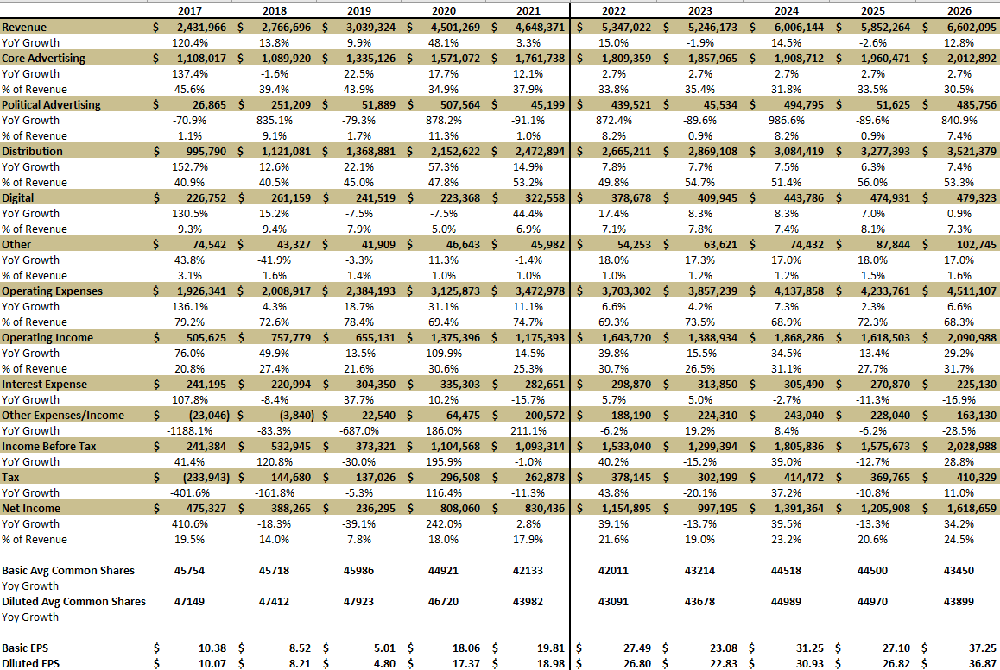 2017 2018 2019 2020 2021 2022 2023 2024 2025 2026
Revenue $ 2,431,966 $ 2,766,696 $ 3,039,324 $ 4,501,269 $ 4,648,371 $ 5,347,022 $ 5,246,173 $ 6,006,144 $ 5,852,264 $ 6,602,095
YoY Growth 120.4% 13.8% 9.9% 48.1% 3.3% 15.0% -1.9% 14.5% -2.6% 12.8%
Core Advertising $ 1,108,017 $ 1,089,920 $ 1,335,126 $ 1,571,072 $ 1,761,738 $ 1,809,359 $ 1,857,965 $ 1,908,712 $ 1,960,471 $ 2,012,892
YoY Growth 137.4% -1.6% 22.5% 17.7% 12.1% 2.7% 2.7% 2.7% 2.7% 2.7%
% of Revenue 45.6% 39.4% 43.9% 34.9% 37.9% 33.8% 35.4% 31.8% 33.5% 30.5%
Political Advertising $ 26,865 $ 251,209 $ 51,889 $ 507,564 $ 45,199 $ 439,521 $ 45,534 $ 494,795 $ 51,625 $ 485,756
YoY Growth -70.9% 835.1% -79.3% 878.2% -91.1% 872.4% -89.6% 986.6% -89.6% 840.9%
% of Revenue 1.1% 9.1% 1.7% 11.3% 1.0% 8.2% 0.9% 8.2% 0.9% 7.4%
Distribution $ 995,790 $ 1,121,081 $ 1,368,881 $ 2,152,622 $ 2,472,894 $ 2,665,211 $ 2,869,108 $ 3,084,419 $ 3,277,393 $ 3,521,379
YoY Growth 152.7% 12.6% 22.1% 57.3% 14.9% 7.8% 7.7% 7.5% 6.3% 7.4%
% of Revenue 40.9% 40.5% 45.0% 47.8% 53.2% 49.8% 54.7% 51.4% 56.0% 53.3%
Digital $ 226,752 $ 261,159 $ 241,519 $ 223,368 $ 322,558 $ 378,678 $ 409,945 $ 443,786 $ 474,931 $ 479,323
YoY Growth 130.5% 15.2% -7.5% -7.5% 44.4% 17.4% 8.3% 8.3% 7.0% 0.9%
% of Revenue 9.3% 9.4% 7.9% 5.0% 6.9% 7.1% 7.8% 7.4% 8.1% 7.3%
Other $ 74,542 $ 43,327 $ 41,909 $ 46,643 $ 45,982 $ 54,253 $ 63,621 $ 74,432 $ 87,844 $ 102,745
YoY Growth 43.8% -41.9% -3.3% 11.3% -1.4% 18.0% 17.3% 17.0% 18.0% 17.0%
% of Revenue 3.1% 1.6% 1.4% 1.0% 1.0% 1.0% 1.2% 1.2% 1.5% 1.6%
Operating Expenses $ 1,926,341 $ 2,008,917 $ 2,384,193 $ 3,125,873 $ 3,472,978 $ 3,703,302 $ 3,857,239 $ 4,137,858 $ 4,233,761 $ 4,511,107
YoY Growth 136.1% 4.3% 18.7% 31.1% 11.1% 6.6% 4.2% 7.3% 2.3% 6.6%
% of Revenue 79.2% 72.6% 78.4% 69.4% 74.7% 69.3% 73.5% 68.9% 72.3% 68.3%
Operating Income $ 505,625 $ 757,779 $ 655,131 $ 1,375,396 $ 1,175,393 $ 1,643,720 $ 1,388,934 $ 1,868,286 $ 1,618,503 $ 2,090,988
YoY Growth 76.0% 49.9% -13.5% 109.9% -14.5% 39.8% -15.5% 34.5% -13.4% 29.2%
% of Revenue 20.8% 27.4% 21.6% 30.6% 25.3% 30.7% 26.5% 31.1% 27.7% 31.7%
Interest Expense $ 241,195 $ 220,994 $ 304,350 $ 335,303 $ 282,651 $ 298,870 $ 313,850 $ 305,490 $ 270,870 $ 225,130
YoY Growth 107.8% -8.4% 37.7% 10.2% -15.7% 5.7% 5.0% -2.7% -11.3% -16.9%
Other Expenses/Income $ (23,046) $ (3,840) $ 22,540 $ 64,475 $ 200,572 $ 188,190 $ 224,310 $ 243,040 $ 228,040 $ 163,130
YoY Growth -1188.1% -83.3% -687.0% 186.0% 211.1% -6.2% 19.2% 8.4% -6.2% -28.5%
Income Before Tax $ 241,384 $ 532,945 $ 373,321 $ 1,104,568 $ 1,093,314 $ 1,533,040 $ 1,299,394 $ 1,805,836 $ 1,575,673 $ 2,028,988
YoY Growth 41.4% 120.8% -30.0% 195.9% -1.0% 40.2% -15.2% 39.0% -12.7% 28.8%
Tax $ (233,943) $ 144,680 $ 137,026 $ 296,508 $ 262,878 $ 378,145 $ 302,199 $ 414,472 $ 369,765 $ 410,329
YoY Growth -401.6% -161.8% -5.3% 116.4% -11.3% 43.8% -20.1% 37.2% -10.8% 11.0%
Net Income $ 475,327 $ 388,265 $ 236,295 $ 808,060 $ 830,436 $ 1,154,895 $ 997,195 $ 1,391,364 $ 1,205,908 $ 1,618,659
YoY Growth 410.6% -18.3% -39.1% 242.0% 2.8% 39.1% -13.7% 39.5% -13.3% 34.2%
% of Revenue 19.5% 14.0% 7.8% 18.0% 17.9% 21.6% 19.0% 23.2% 20.6% 24.5%
Basic Avg Common Shares 45754 45718 45986 44921 42133 42011 43214 44518 44500 43450
Yoy Growth
Diluted Avg Common Shares 47149 47412 47923 46720 43982 43091 43678 44989 44970 43899
Yoy Growth
Basic EPS $ 10.38 $ 8.52 $ 5.01 $ 18.06 $ 19.81 $ 27.49 $ 23.08 $ 31.25 $ 27.10 $ 37.25
Diluted EPS $ 10.07 $ 8.21 $ 4.80 $ 17.37 $ 18.98 $ 26.80 $ 22.83 $ 30.93 $ 26.82 $ 36.87